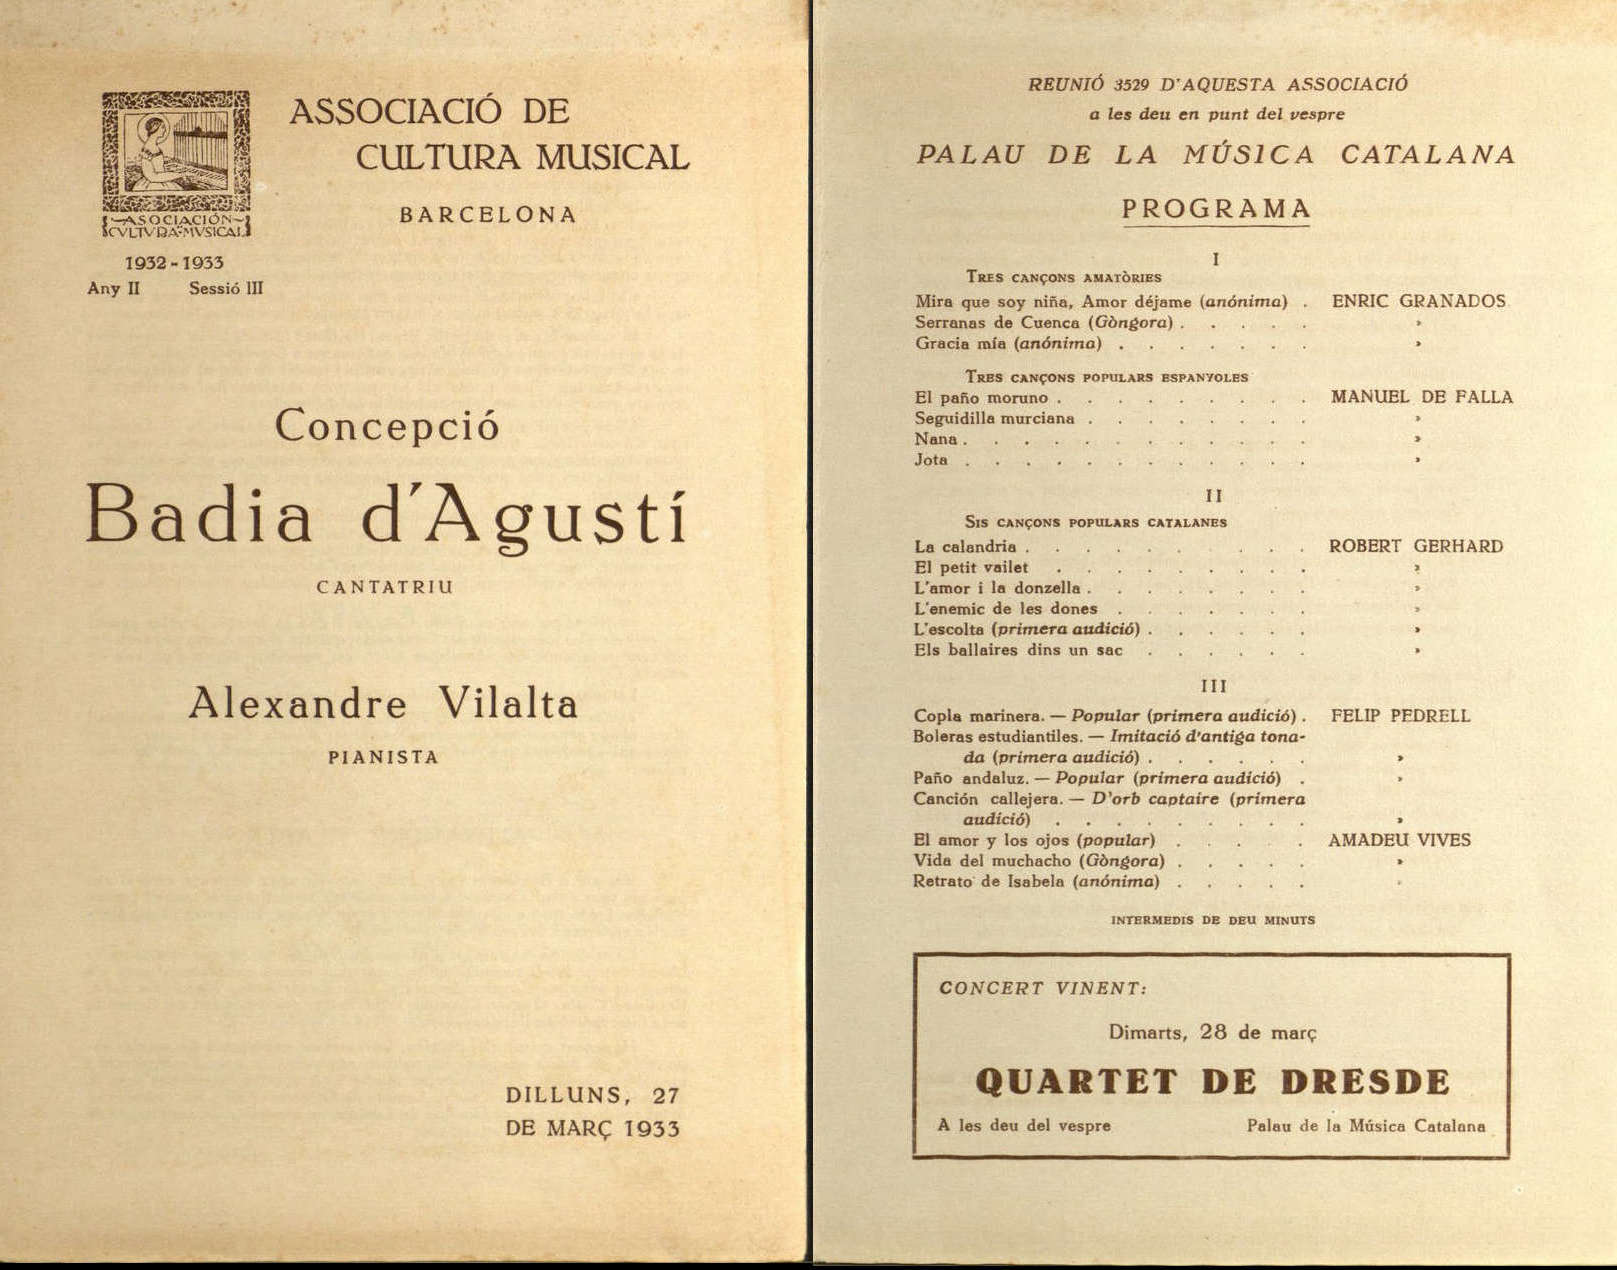 ASSOCIACIÓ DE
CULTURA MUSICAL
BARCELONA
ASOCIACIÓN
CVLTVRA·MVSICAL
1932 - 1933
Any II Sessió III
Concepció
Badia d'Agustí
CANTATRIU
Alexandre Vilalta
PIANISTA
DILLUNS, 27
DE MARÇ 1933
REUNIÓ 3529 D'AQUESTA ASSOCIACIÓ
a les deu en punt del vespre
PALAU DE LA MÚSICA CATALANA
PROGRAMA
I
TRES CANÇONS AMATÒRIES
Mira que soy niña, Amor déjame (anónima) . ENRIC GRANADOS
Serranas de Cuenca (Gòngora) . . . . . »
Gracia mía (anónima) . . . . . . . »
TRES CANÇONS POPULARS ESPANYOLES
El paño moruno . . . . . . . . . MANUEL DE FALLA
Seguidilla murciana . . . . . . . . »
Nana . . . . . . . . . . . . »
Jota . . . . . . . . . . . . »
II
SIS CANÇONS POPULARS CATALANES
La calandria . . . . . . . . . . ROBERT GERHARD
El petit vailet . . . . . . . . . »
L'amor i la donzella . . . . . . . . »
L'enemic de les dones . . . . . . . »
L'escolta (primera audició) . . . . . . »
Els ballaires dins un sac . . . . . . »
III
Copla marinera. — Popular (primera audició) . FELIP PEDRELL
Boleras estudiantiles. — Imitació d'antiga tona-
da (primera audició) . . . . . . »
Paño andaluz. — Popular (primera audició) . »
Canción callejera. — D'orb captaire (primera
audició) . . . . . . . . . »
El amor y los ojos (popular) . . . . . AMADEU VIVES
Vida del muchacho (Gòngora) . . . . . »
Retrato de Isabela (anónima) . . . . . »
INTERMEDIS DE DEU MINUTS
CONCERT VINENT:
Dimarts, 28 de març
QUARTET DE DRESDE
A les deu del vespre Palau de la Música Catalana